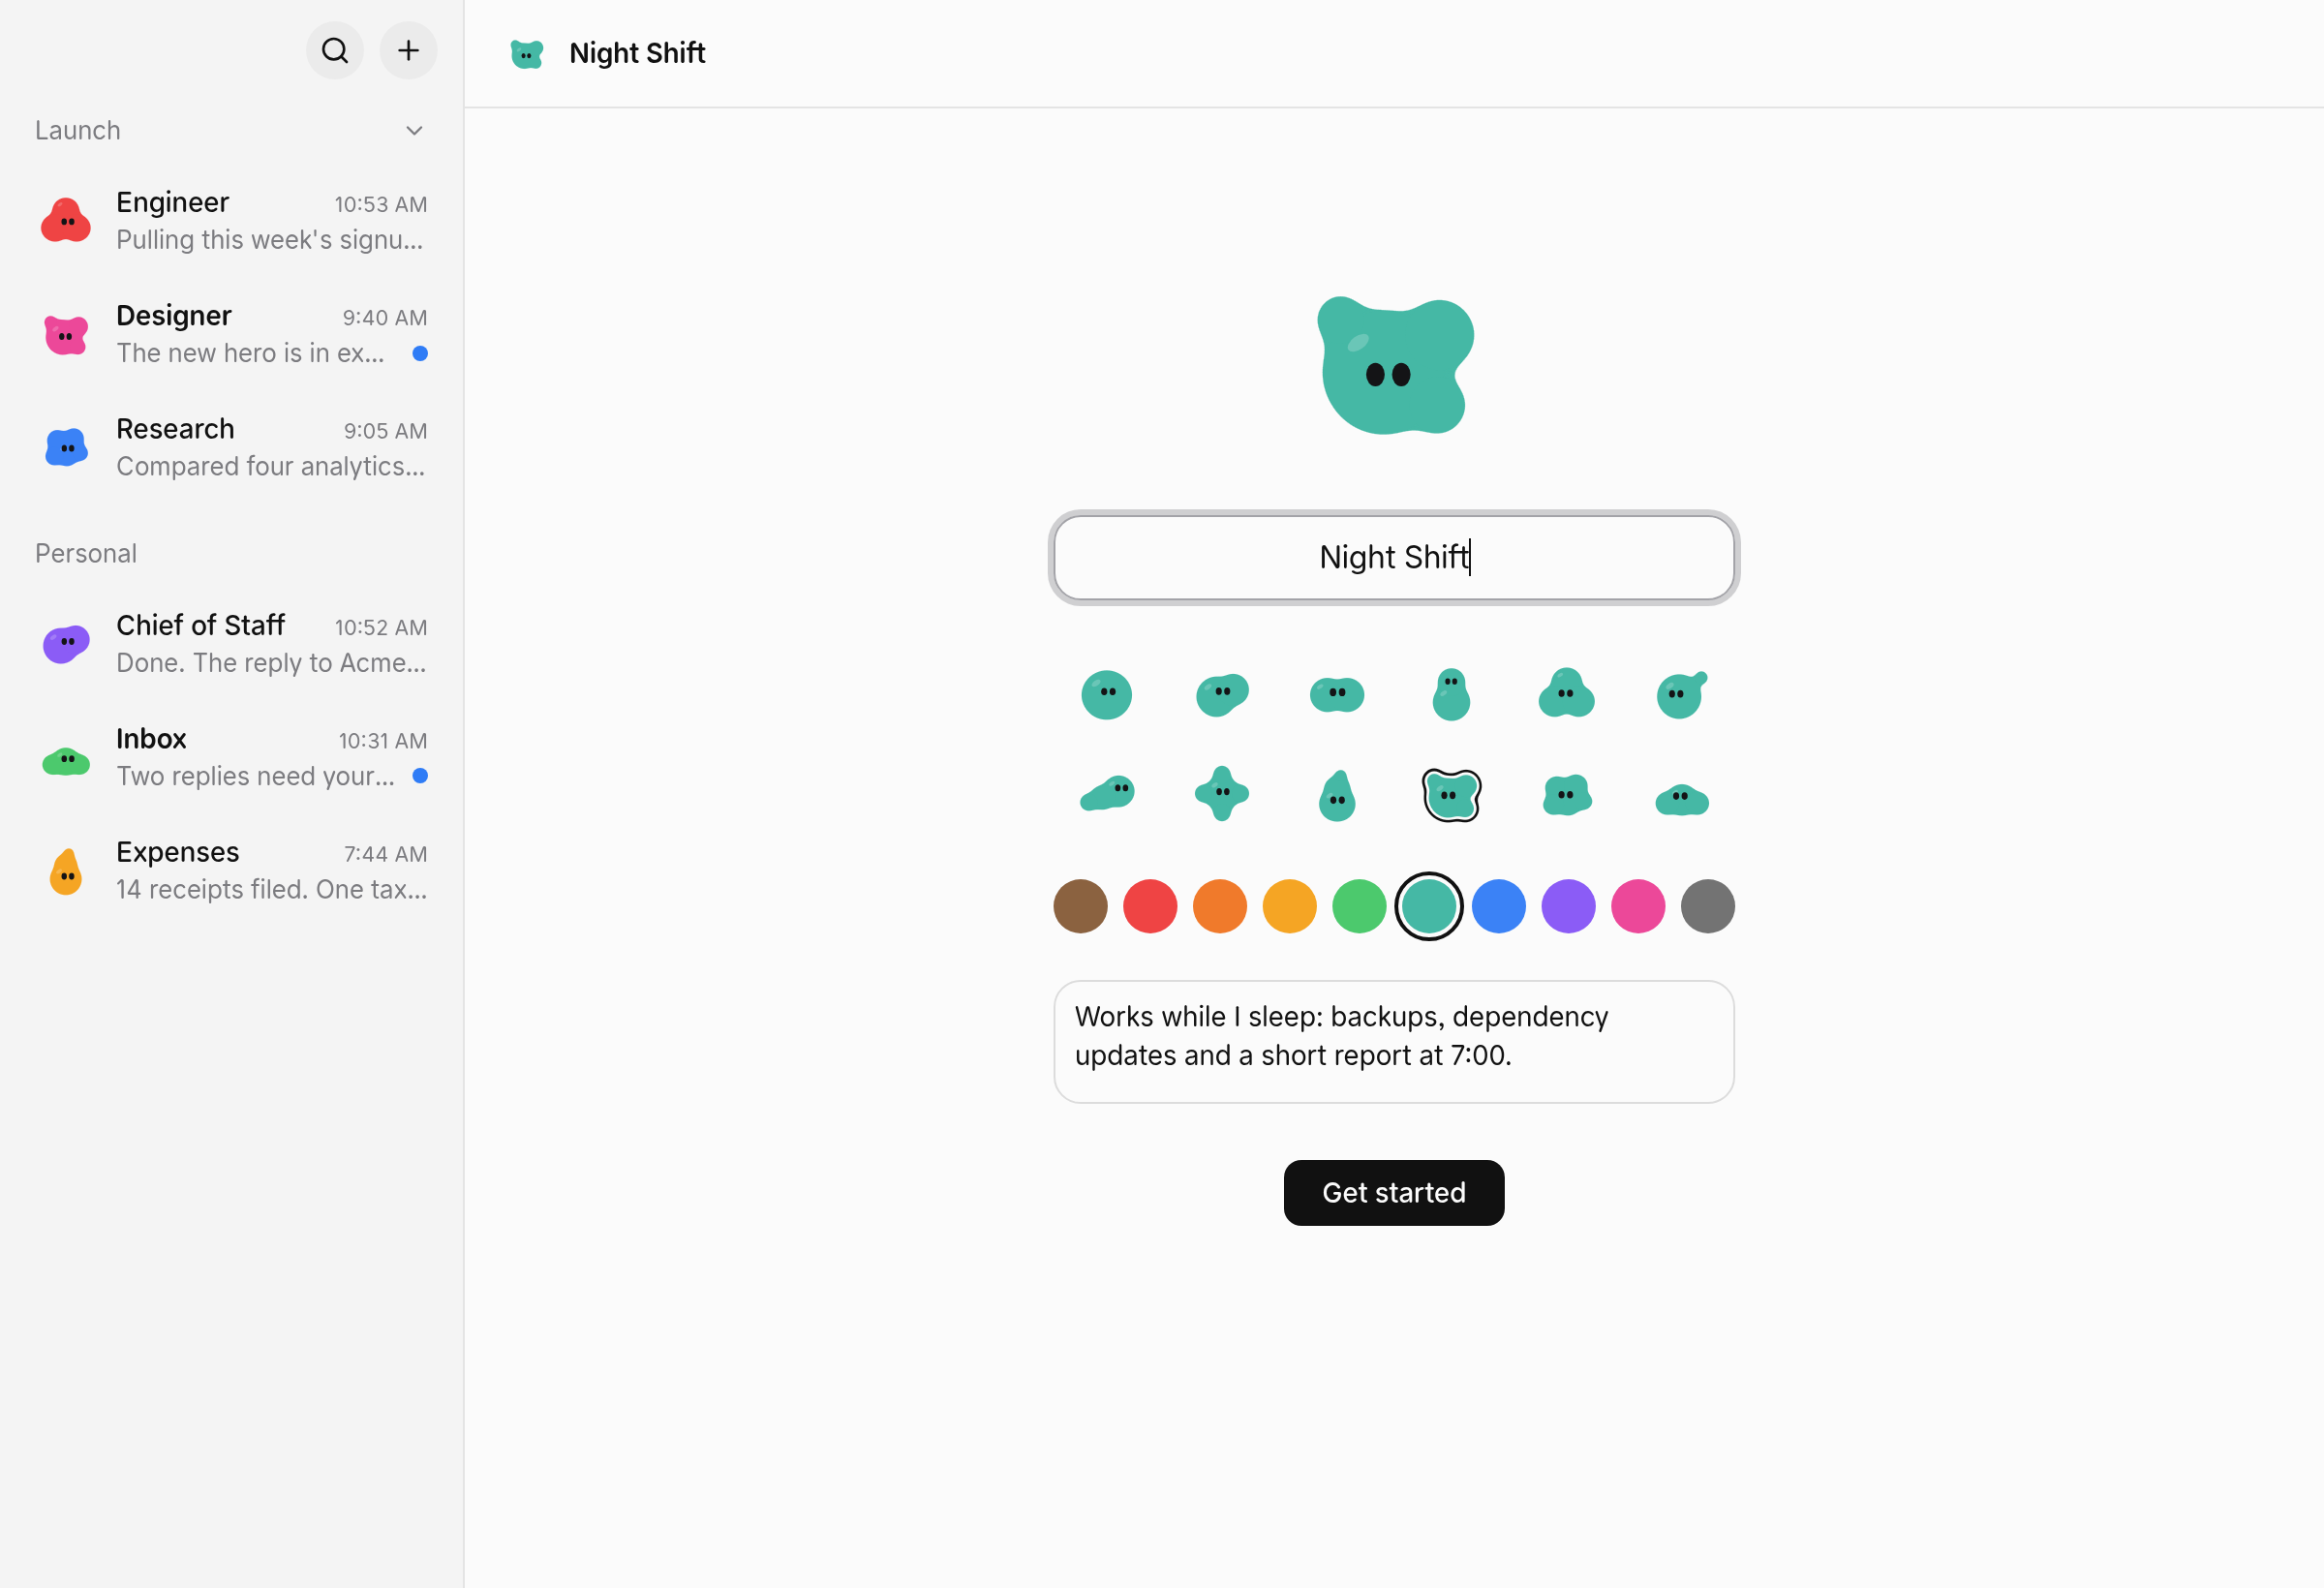 Launch
Engineer 10:53 AM
Pulling this week's signu...
Designer 9:40 AM
The new hero is in ex...
Research 9:05 AM
Compared four analytics...
Personal
Chief of Staff 10:52 AM
Done. The reply to Acme...
Inbox 10:31 AM
Two replies need your...
Expenses 7:44 AM
14 receipts filed. One tax...
Night Shift
Night Shift
Works while I sleep: backups, dependency
updates and a short report at 7:00.
Get started